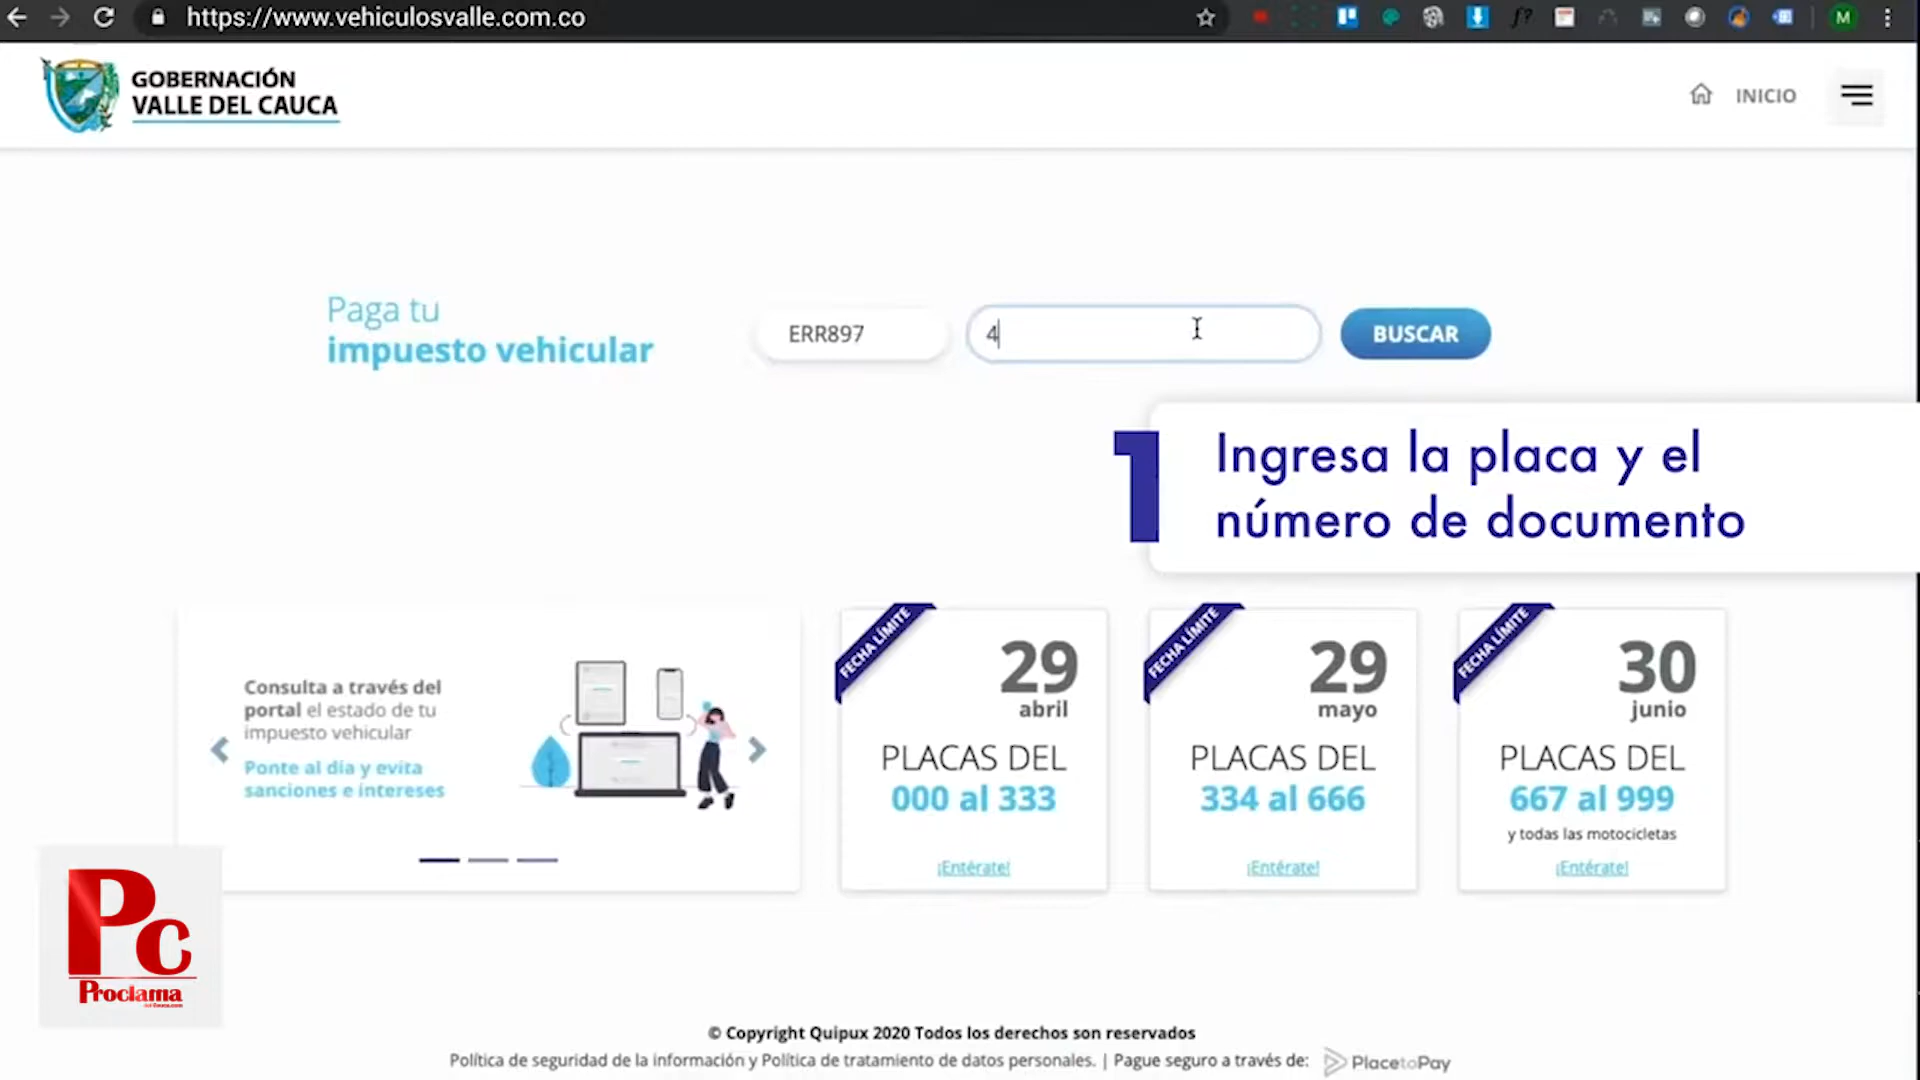 https://www.vehiculosvalle.com.co
M
GOBERNACIÓN
VALLE DEL CAUCA
INICIO
Paga tu
impuesto vehicular
ERR897
4
BUSCAR
1
Ingresa la placa y el
número de documento
Consulta a través del
portal el estado de tu
impuesto vehicular
Ponte al día y evita
sanciones e intereses
FECHA LÍMITE
29
abril
PLACAS DEL
000 al 333
¡Entérate!
FECHA LÍMITE
29
mayo
PLACAS DEL
334 al 666
¡Entérate!
FECHA LÍMITE
30
junio
PLACAS DEL
667 al 999
y todas las motocicletas
¡Entérate!
Pc
Proclama
© Copyright Quipux 2020 Todos los derechos son reservados
Política de seguridad de la información y Política de tratamiento de datos personales. | Pague seguro a través de: PlacetoPay